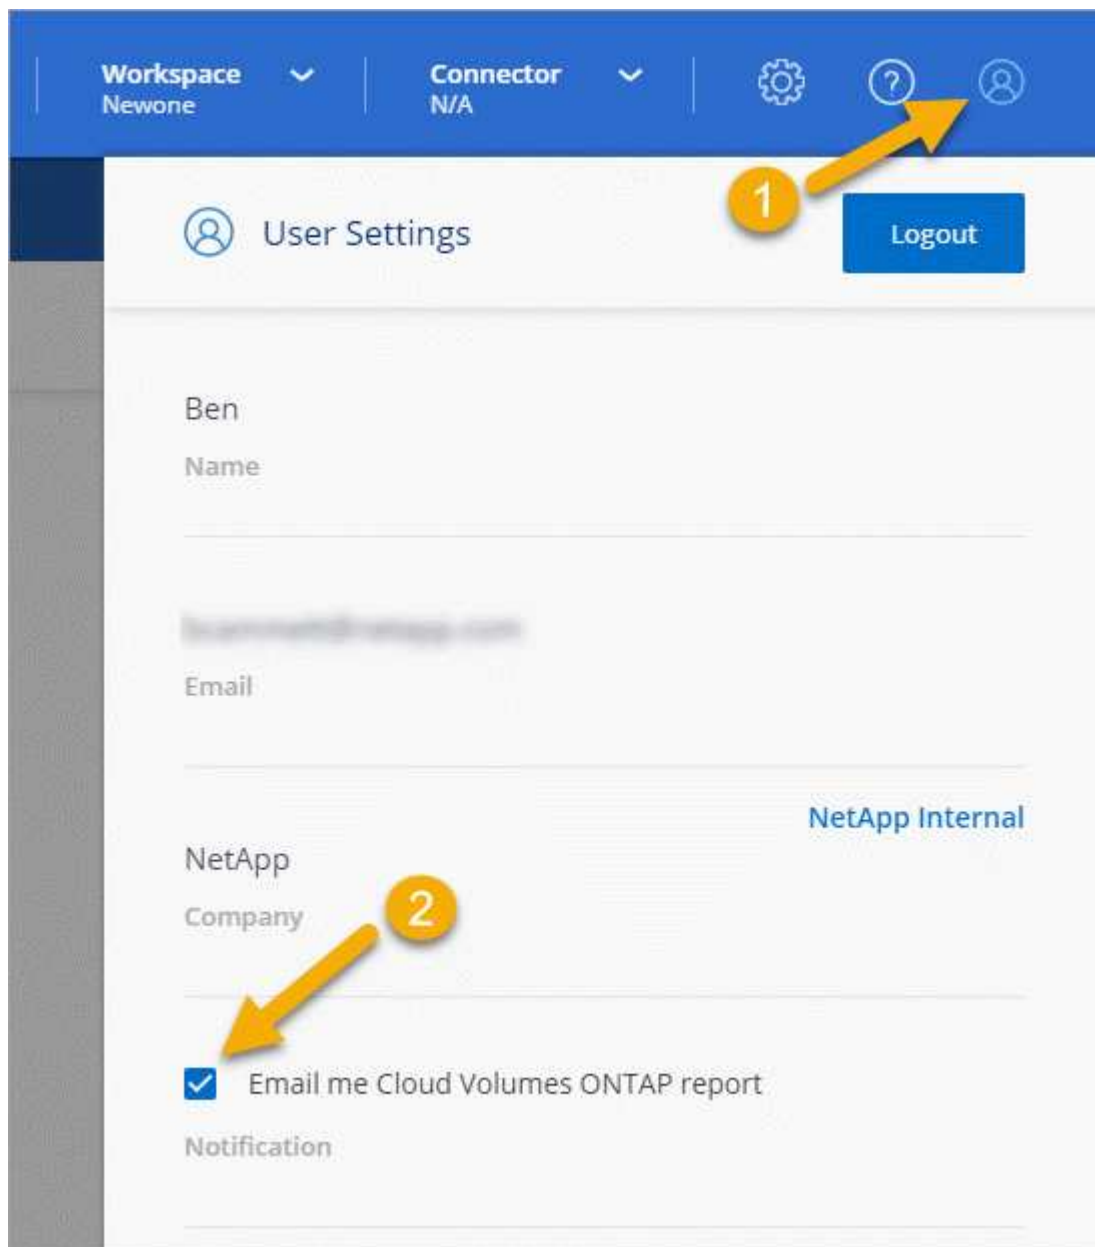 Workspace
Newone
Connector
N/A
?
1
User Settings
Logout
Ben
Name
Email
NetApp Internal
NetApp
Company
2
Email me Cloud Volumes ONTAP report
Notification